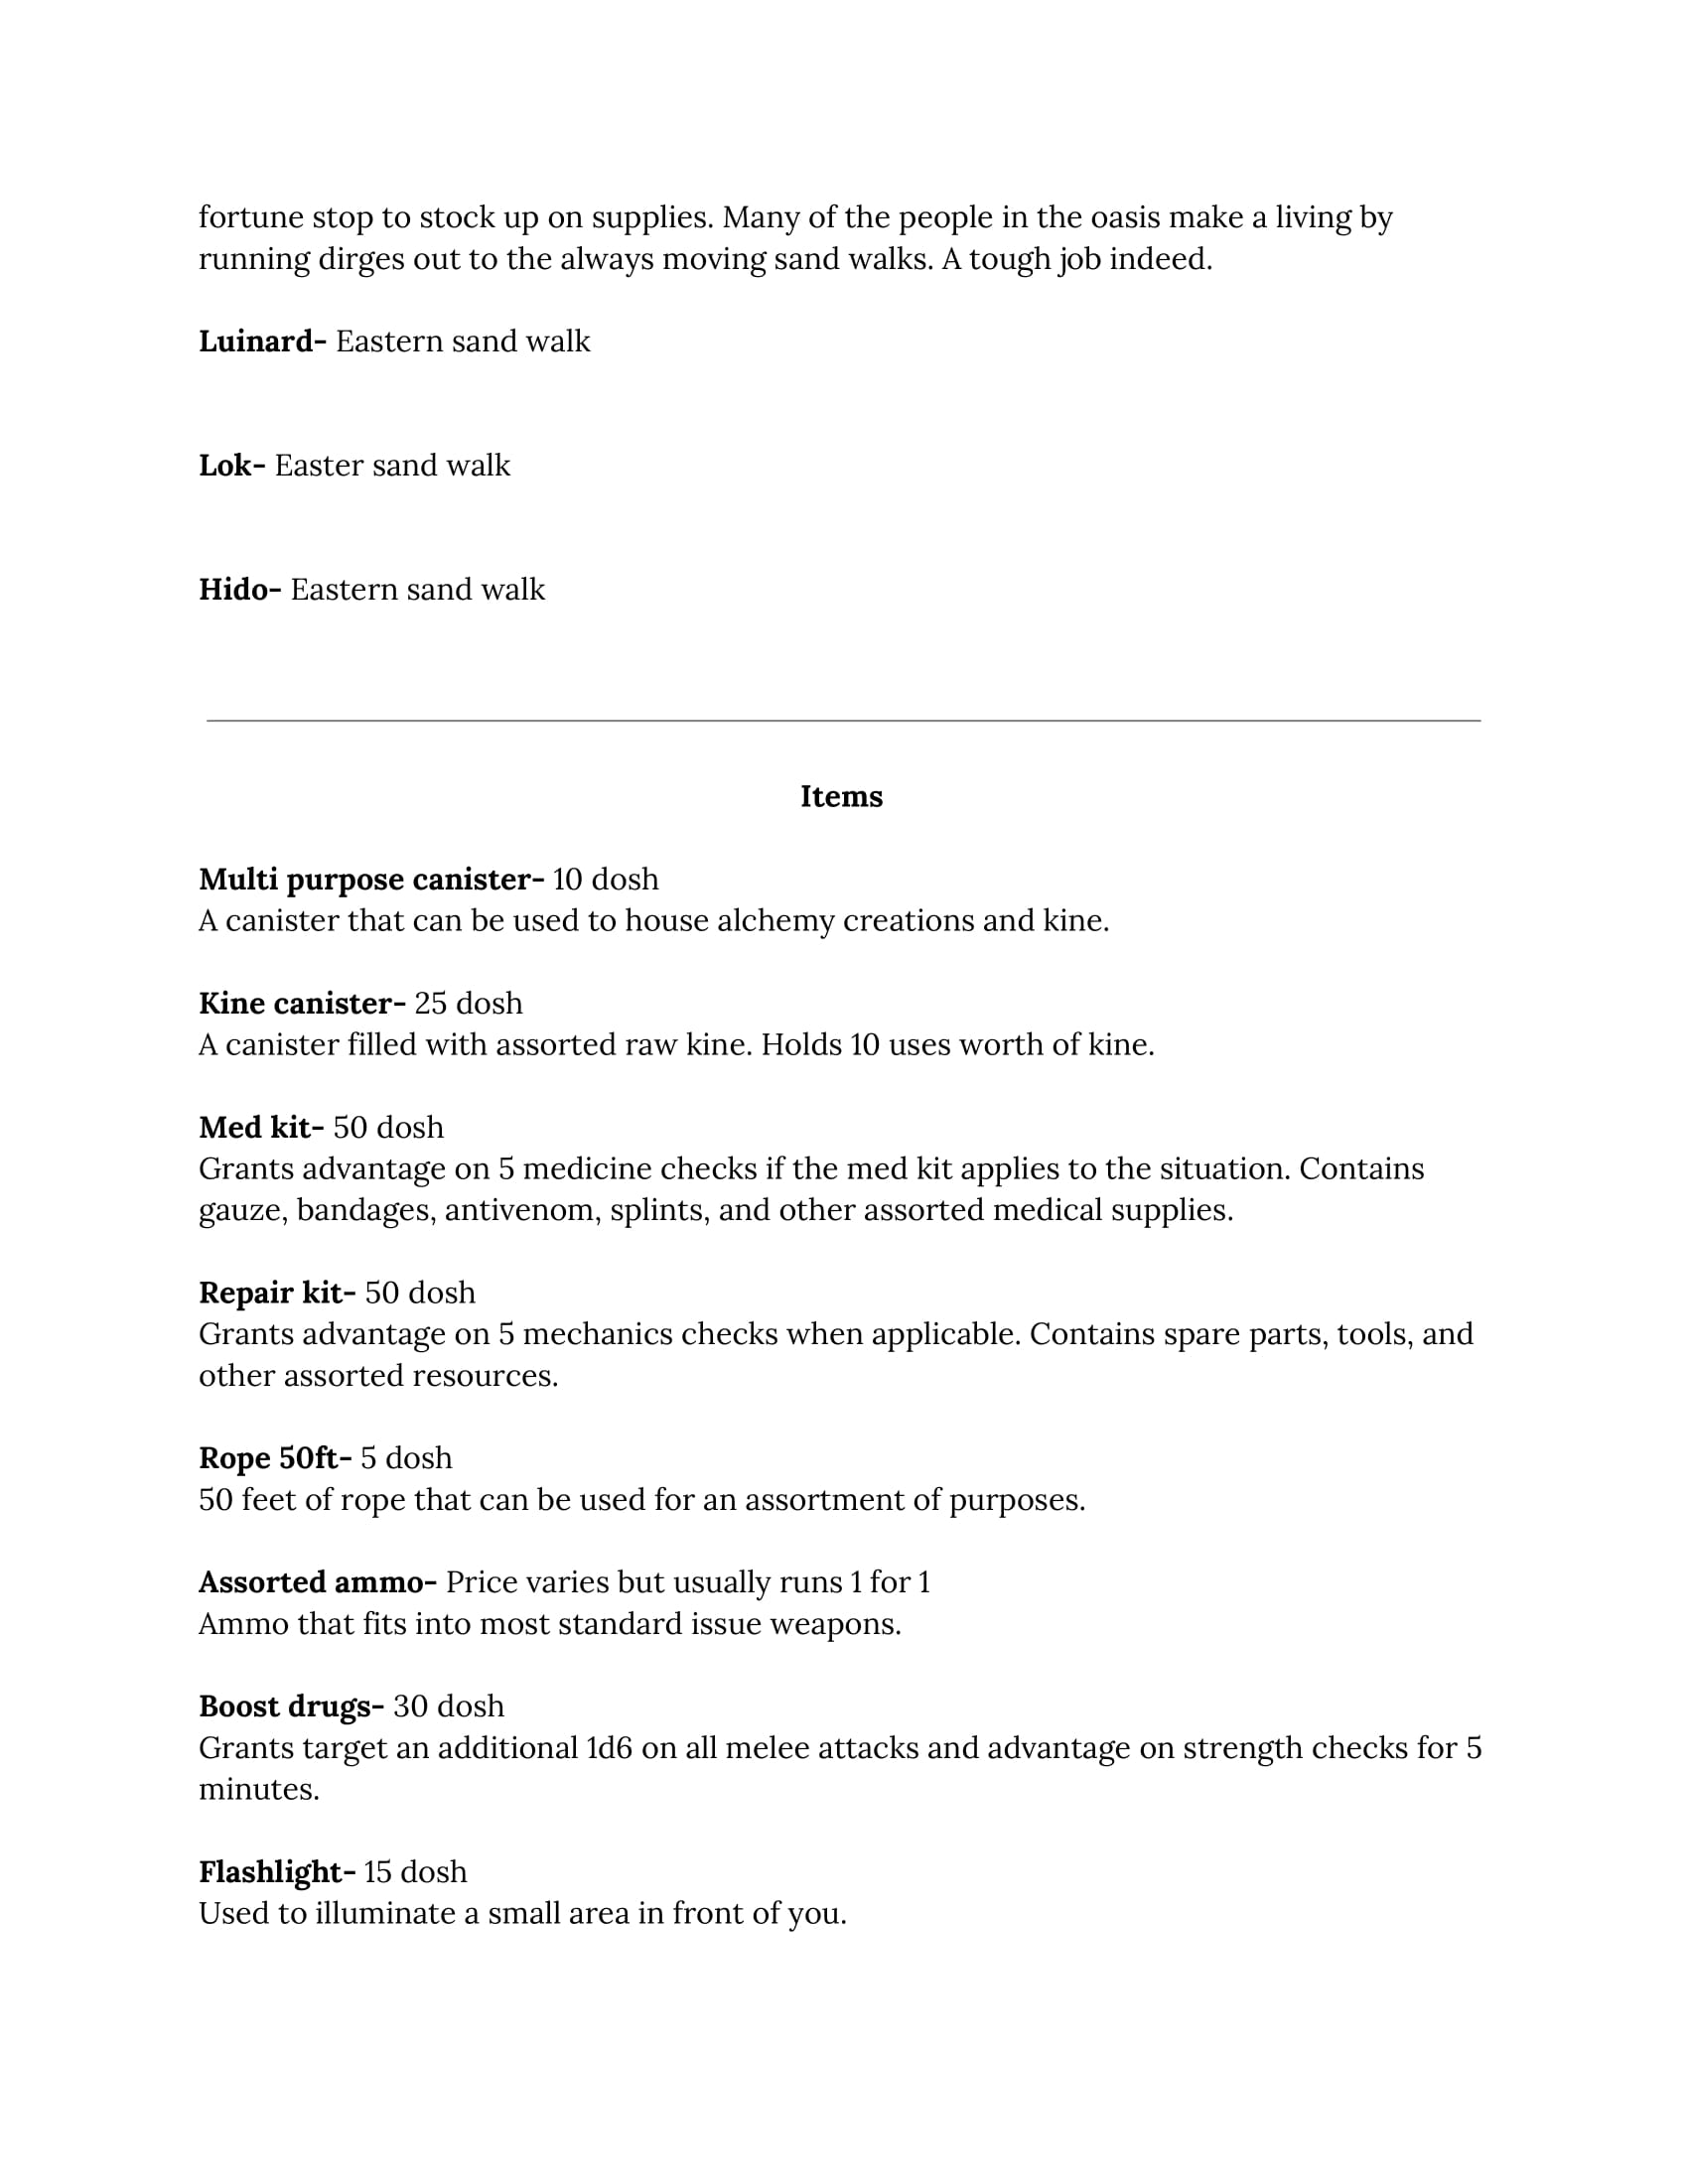 fortune stop to stock up on supplies. Many of the people in the oasis make a living by
running dirges out to the always moving sand walks. A tough job indeed.
Luinard- Eastern sand walk
Lok- Easter sand walk
Hido- Eastern sand walk
Items
Multi purpose canister- 10 dosh
A canister that can be used to house alchemy creations and kine.
Kine canister- 25 dosh
A canister filled with assorted raw kine. Holds 10 uses worth of kine.
Med kit- 50 dosh
Grants advantage on 5 medicine checks if the med kit applies to the situation. Contains
gauze, bandages, antivenom, splints, and other assorted medical supplies.
Repair kit- 50 dosh
Grants advantage on 5 mechanics checks when applicable. Contains spare parts, tools, and
other assorted resources.
Rope 50ft- 5 dosh
50 feet of rope that can be used for an assortment of purposes.
Assorted ammo- Price varies but usually runs 1 for 1
Ammo that fits into most standard issue weapons.
Boost drugs- 30 dosh
Grants target an additional 1d6 on all melee attacks and advantage on strength checks for 5
minutes.
Flashlight- 15 dosh
Used to illuminate a small area in front of you.